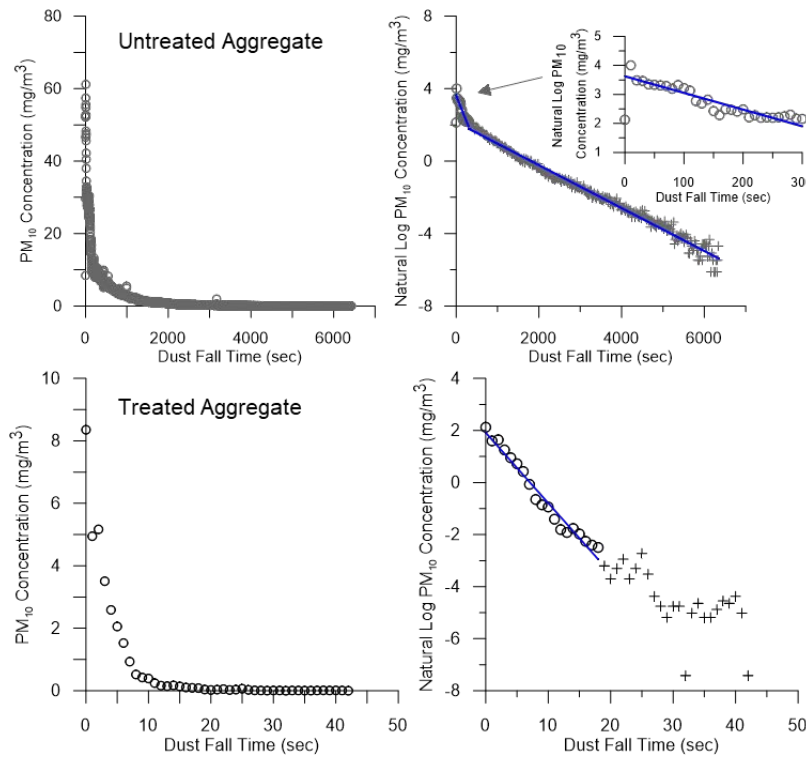 Untreated Aggregate
PM₁₀ Concentration (mg/m³)
80
60
40
20
0
0 2000 4000 6000
Dust Fall Time (sec)
Natural Log PM₁₀ Concentration (mg/m³)
8
4
0
-4
-8
0 2000 4000 6000
Dust Fall Time (sec)
Natural Log PM₁₀
Concentration (mg/m³)
5
4
3
2
1
0 100 200 300
Dust Fall Time (sec)
Treated Aggregate
PM₁₀ Concentration (mg/m³)
10
8
6
4
2
0
0 10 20 30 40 50
Dust Fall Time (sec)
Natural Log PM₁₀ Concentration (mg/m³)
4
2
0
-2
-4
-6
-8
0 10 20 30 40 50
Dust Fall Time (sec)